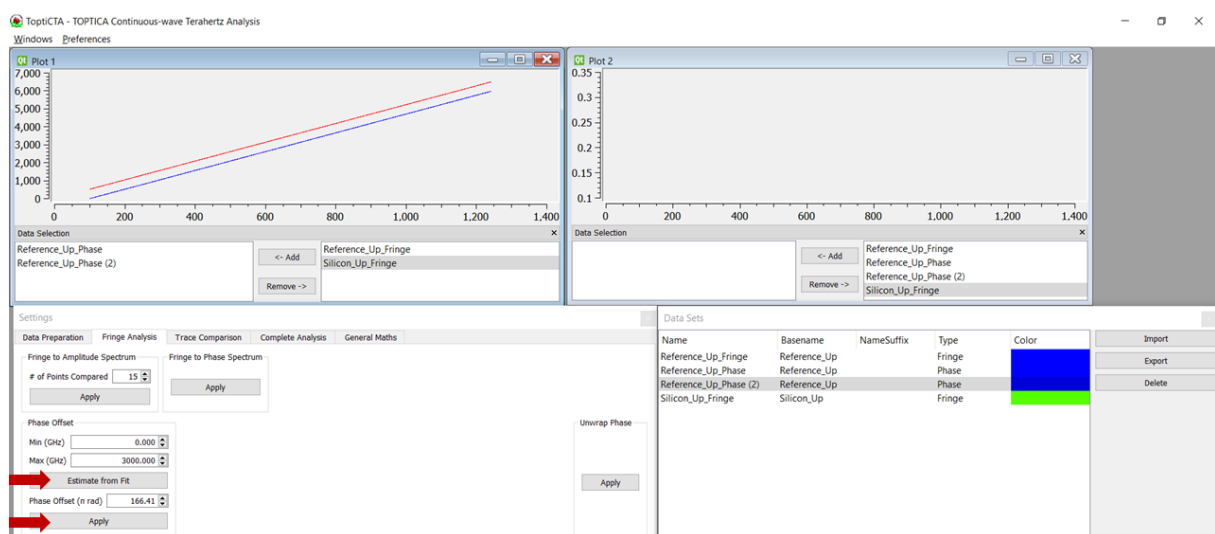 ToptiCTA - TOPTICA Continuous-wave Terahertz Analysis
Windows Preferences
Plot 1
7,000
6,000
5,000
4,000
3,000
2,000
1,000
0
0 200 400 600 800 1,000 1,200 1,400
Data Selection
Reference_Up_Phase
Reference_Up_Phase (2)
<- Add
Remove ->
Reference_Up_Fringe
Silicon_Up_Fringe
Plot 2
0.35
0.3
0.25
0.2
0.15
0.1
0 200 400 600 800 1,000 1,200 1,400
Data Selection
<- Add
Remove ->
Reference_Up_Fringe
Reference_Up_Phase
Reference_Up_Phase (2)
Silicon_Up_Fringe
Settings
Data Preparation Fringe Analysis Trace Comparison Complete Analysis General Maths
Fringe to Amplitude Spectrum
# of Points Compared 15
Apply
Fringe to Phase Spectrum
Apply
Phase Offset
Min (GHz) 0.000
Max (GHz) 3000.000
Estimate from Fit
Phase Offset (n rad) 166.41
Apply
Unwrap Phase
Apply
Data Sets
Name Basename NameSuffix Type Color
Reference_Up_Fringe Reference_Up Fringe
Reference_Up_Phase Reference_Up Phase
Reference_Up_Phase (2) Reference_Up Phase
Silicon_Up_Fringe Silicon_Up Fringe
Import
Export
Delete